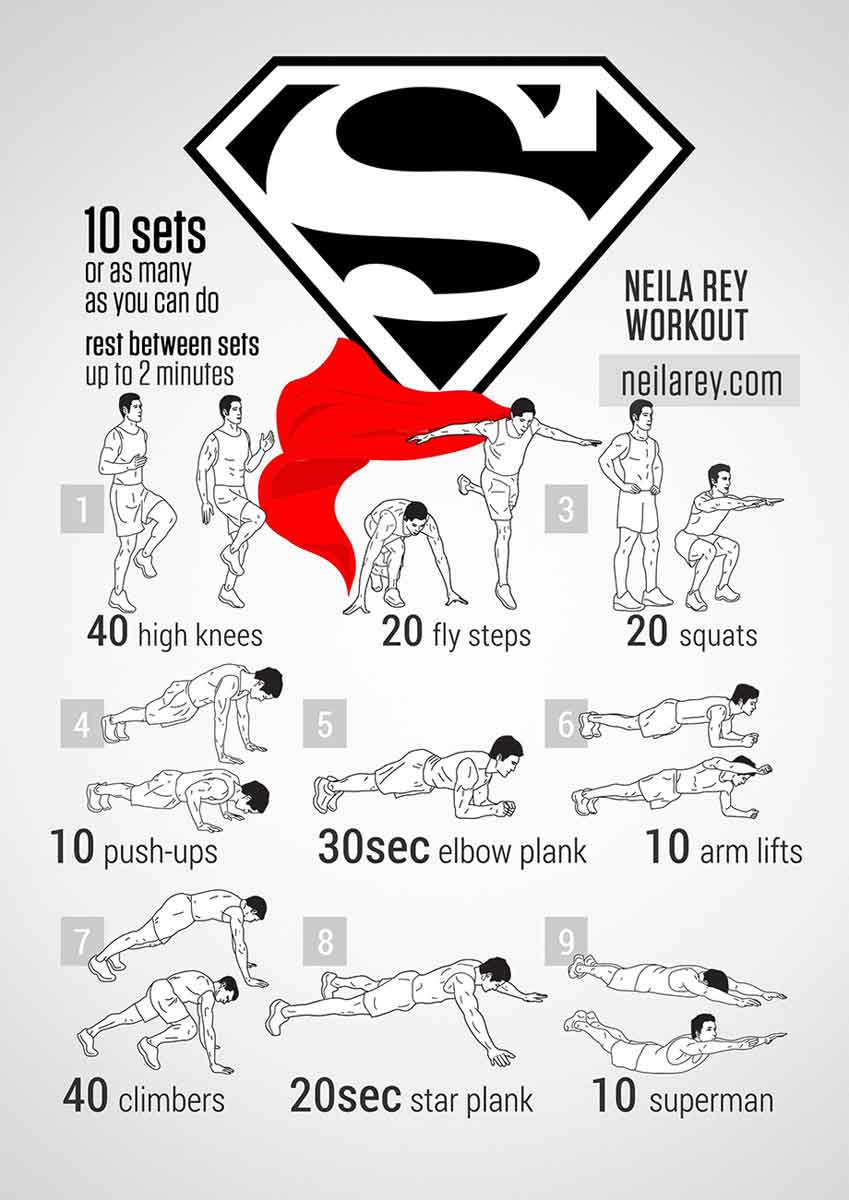 S
10 sets
or as many
as you can do
rest between sets
up to 2 minutes
NEILA REY
WORKOUT
neilarey.com
1
40 high knees
20 fly steps
3
20 squats
4
10 push-ups
5
30sec elbow plank
6
10 arm lifts
7
40 climbers
8
20sec star plank
9
10 superman